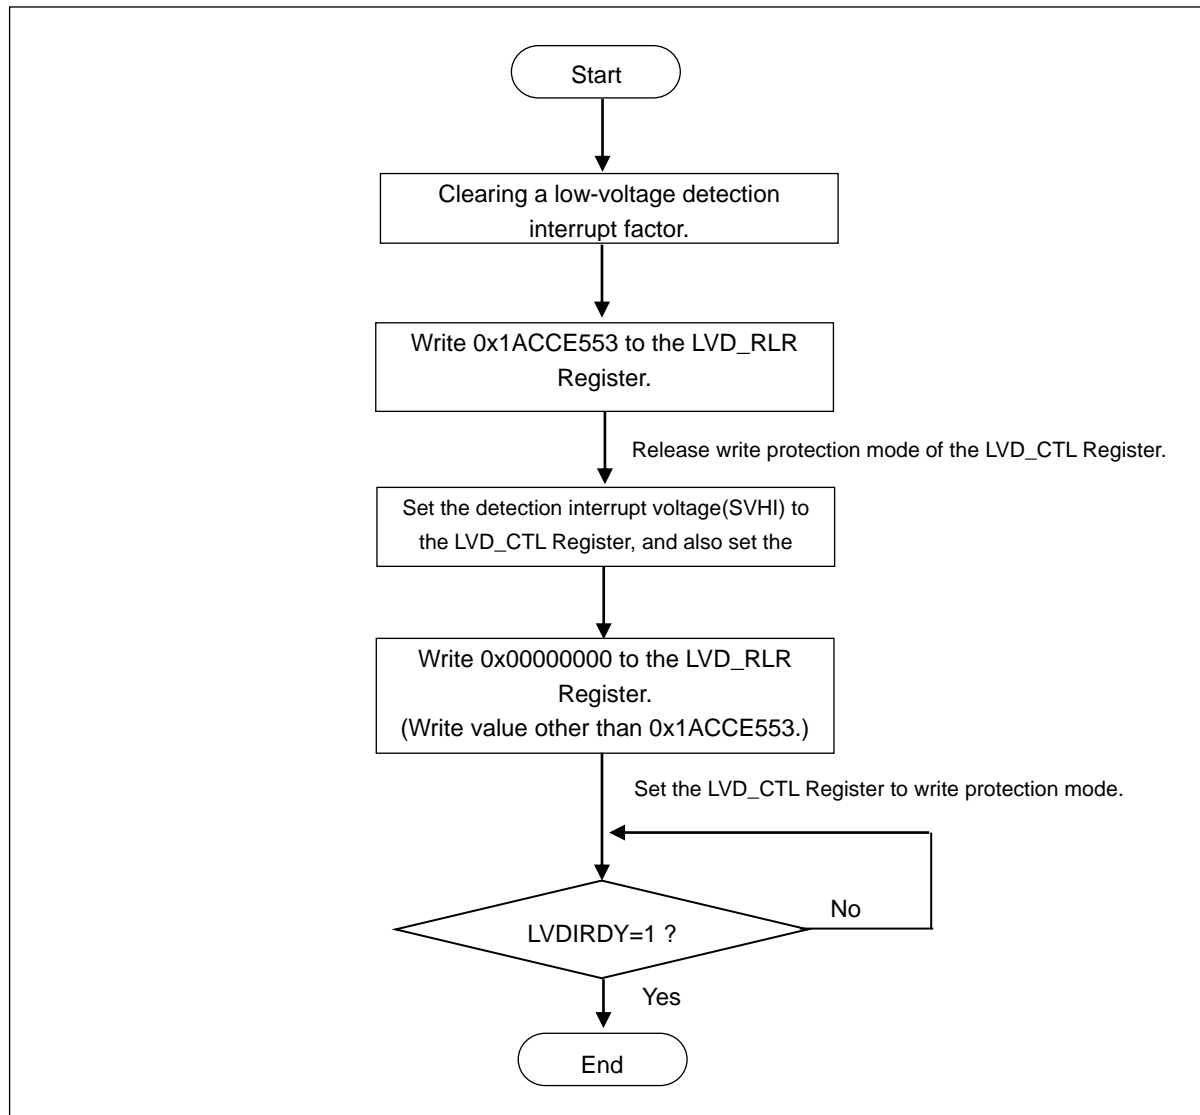 Start
Clearing a low-voltage detection
interrupt factor.
Write 0x1ACCE553 to the LVD_RLR
Register.
Release write protection mode of the LVD_CTL Register.
Set the detection interrupt voltage(SVHI) to
the LVD_CTL Register, and also set the
Write 0x00000000 to the LVD_RLR
Register.
(Write value other than 0x1ACCE553.)
Set the LVD_CTL Register to write protection mode.
No
LVDIRDY=1 ?
Yes
End